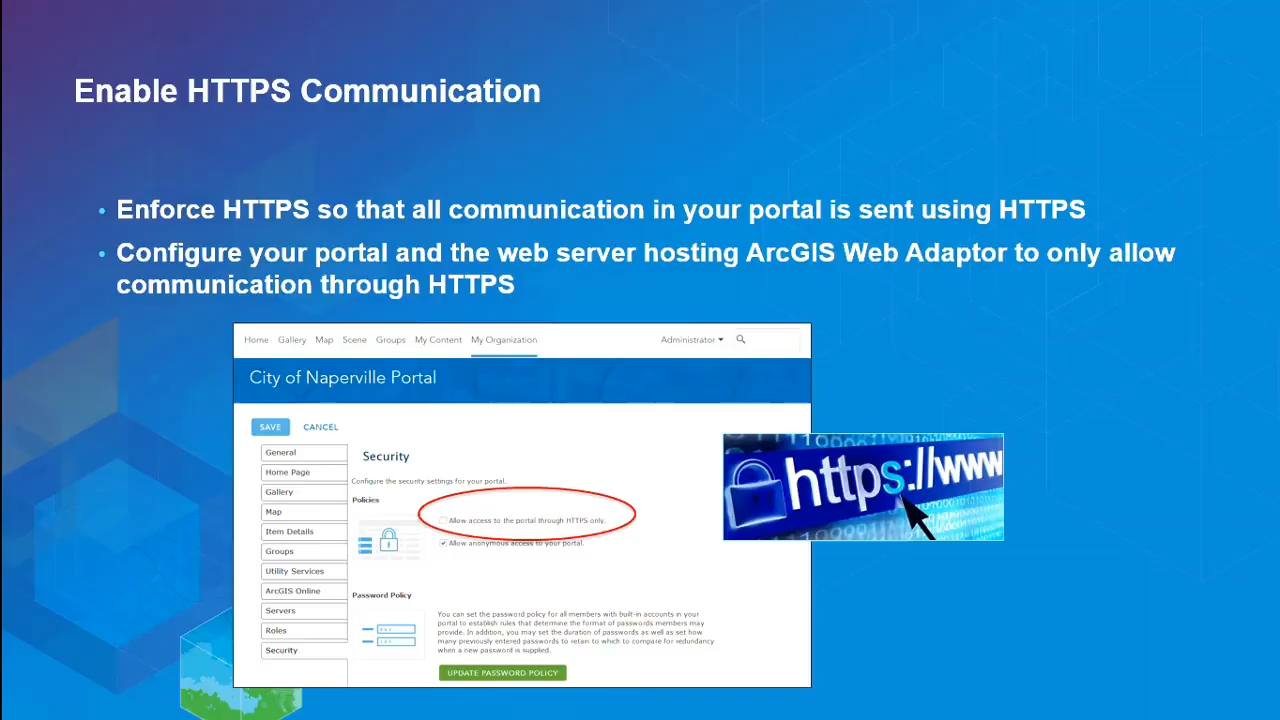 Enable HTTPS Communication
• Enforce HTTPS so that all communication in your portal is sent using HTTPS
• Configure your portal and the web server hosting ArcGIS Web Adaptor to only allow
communication through HTTPS
Home Gallery Map Scene Groups My Content My Organization Administrator
City of Naperville Portal
SAVE CANCEL
General
Home Page
Gallery
Map
Item Details
Groups
Utility Services
ArcGIS Online
Servers
Roles
Security
Security
Configure the security settings for your portal.
Policies
Allow access to the portal through HTTPS only.
Allow anonymous access to your portal.
Password Policy
You can set the password policy for all members with built-in accounts in your
portal to establish rules that determine the format of passwords members may
provide. In addition, you may set the duration of passwords as well as set how
many previously entered passwords to retain to which to compare for redundancy
when a new password is supplied.
UPDATE PASSWORD POLICY
https://www